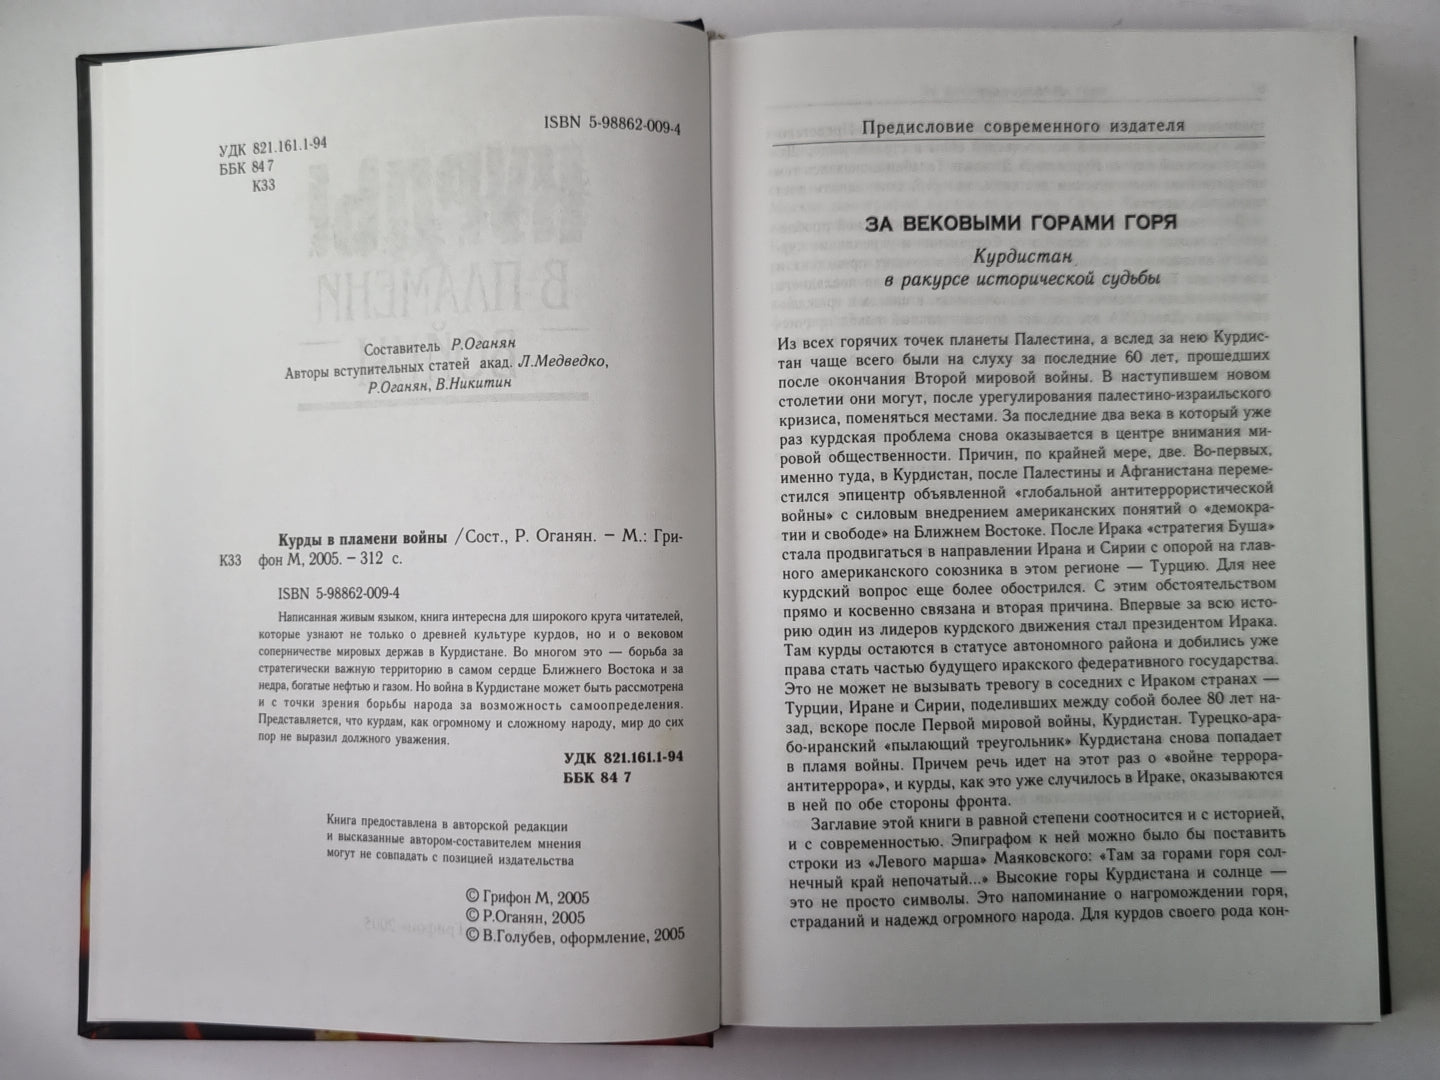 ISBN 5-98862-009-4
УДК 821.161.1-94
ББК 84 7
К33
Составитель Р.Оганян
Авторы вступительных статей акад. Л.Медведко,
Р.Оганян, В.Никитин
Курды в пламени войны /Сост., Р. Оганян. – М.: Гри-
К33 фон М, 2005. – 312 с.
ISBN 5-98862-009-4
Написанная живым языком, книга интересна для широкого круга читателей,
которые узнают не только о древней культуре курдов, но и о вековом
соперничестве мировых держав в Курдистане. Во многом это — борьба за
стратегически важную территорию в самом сердце Ближнего Востока и за
недра, богатые нефтью и газом. Но война в Курдистане может быть рассмотрена
и с точки зрения борьбы народа за возможность самоопределения.
Представляется, что курдам, как огромному и сложному народу, мир до сих
пор не выразил должного уважения.
УДК 821.161.1-94
ББК 84 7
Книга предоставлена в авторской редакции
и высказанные автором-составителем мнения
могут не совпадать с позицией издательства
© Грифон М, 2005
© Р.Оганян, 2005
© В.Голубев, оформление, 2005
Предисловие современного издателя
ЗА ВЕКОВЫМИ ГОРАМИ ГОРЯ
Курдистан
в ракурсе исторической судьбы
Из всех горячих точек планеты Палестина, а вслед за нею Курдис-
тан чаще всего были на слуху за последние 60 лет, прошедших
после окончания Второй мировой войны. В наступившем новом
столетии они могут, после урегулирования палестино-израильского
кризиса, поменяться местами. За последние два века в который уже
раз курдская проблема снова оказывается в центре внимания ми-
ровой общественности. Причин, по крайней мере, две. Во-первых,
именно туда, в Курдистан, после Палестины и Афганистана переме-
стился эпицентр объявленной «глобальной антитеррористической
войны» с силовым внедрением американских понятий о «демокра-
тии и свободе» на Ближнем Востоке. После Ирака «стратегия Буша»
стала продвигаться в направлении Ирана и Сирии с опорой на глав-
ного американского союзника в этом регионе — Турцию. Для нее
курдский вопрос еще более обострился. С этим обстоятельством
прямо и косвенно связана и вторая причина. Впервые за всю исто-
рию один из лидеров курдского движения стал президентом Ирака.
Там курды остаются в статусе автономного района и добились уже
права стать частью будущего иракского федеративного государства.
Это не может не вызывать тревогу в соседних с Ираком странах —
Турции, Иране и Сирии, поделивших между собой более 80 лет на-
зад, вскоре после Первой мировой войны, Курдистан. Турецко-ара-
бо-иранский «пылающий треугольник» Курдистана снова попадает
в пламя войны. Причем речь идет на этот раз о «войне террора-
антитеррора», и курды, как это уже случилось в Ираке, оказываются
в ней по обе стороны фронта.
Заглавие этой книги в равной степени соотносится и с историей,
и с современностью. Эпиграфом к ней можно было бы поставить
строки из «Левого марша» Маяковского: «Там за горами горя сол-
нечный край непочатый...» Высокие горы Курдистана и солнце —
это не просто символы. Это напоминание о нагромождении горя,
страданий и надежд огромного народа. Для курдов своего рода кон-